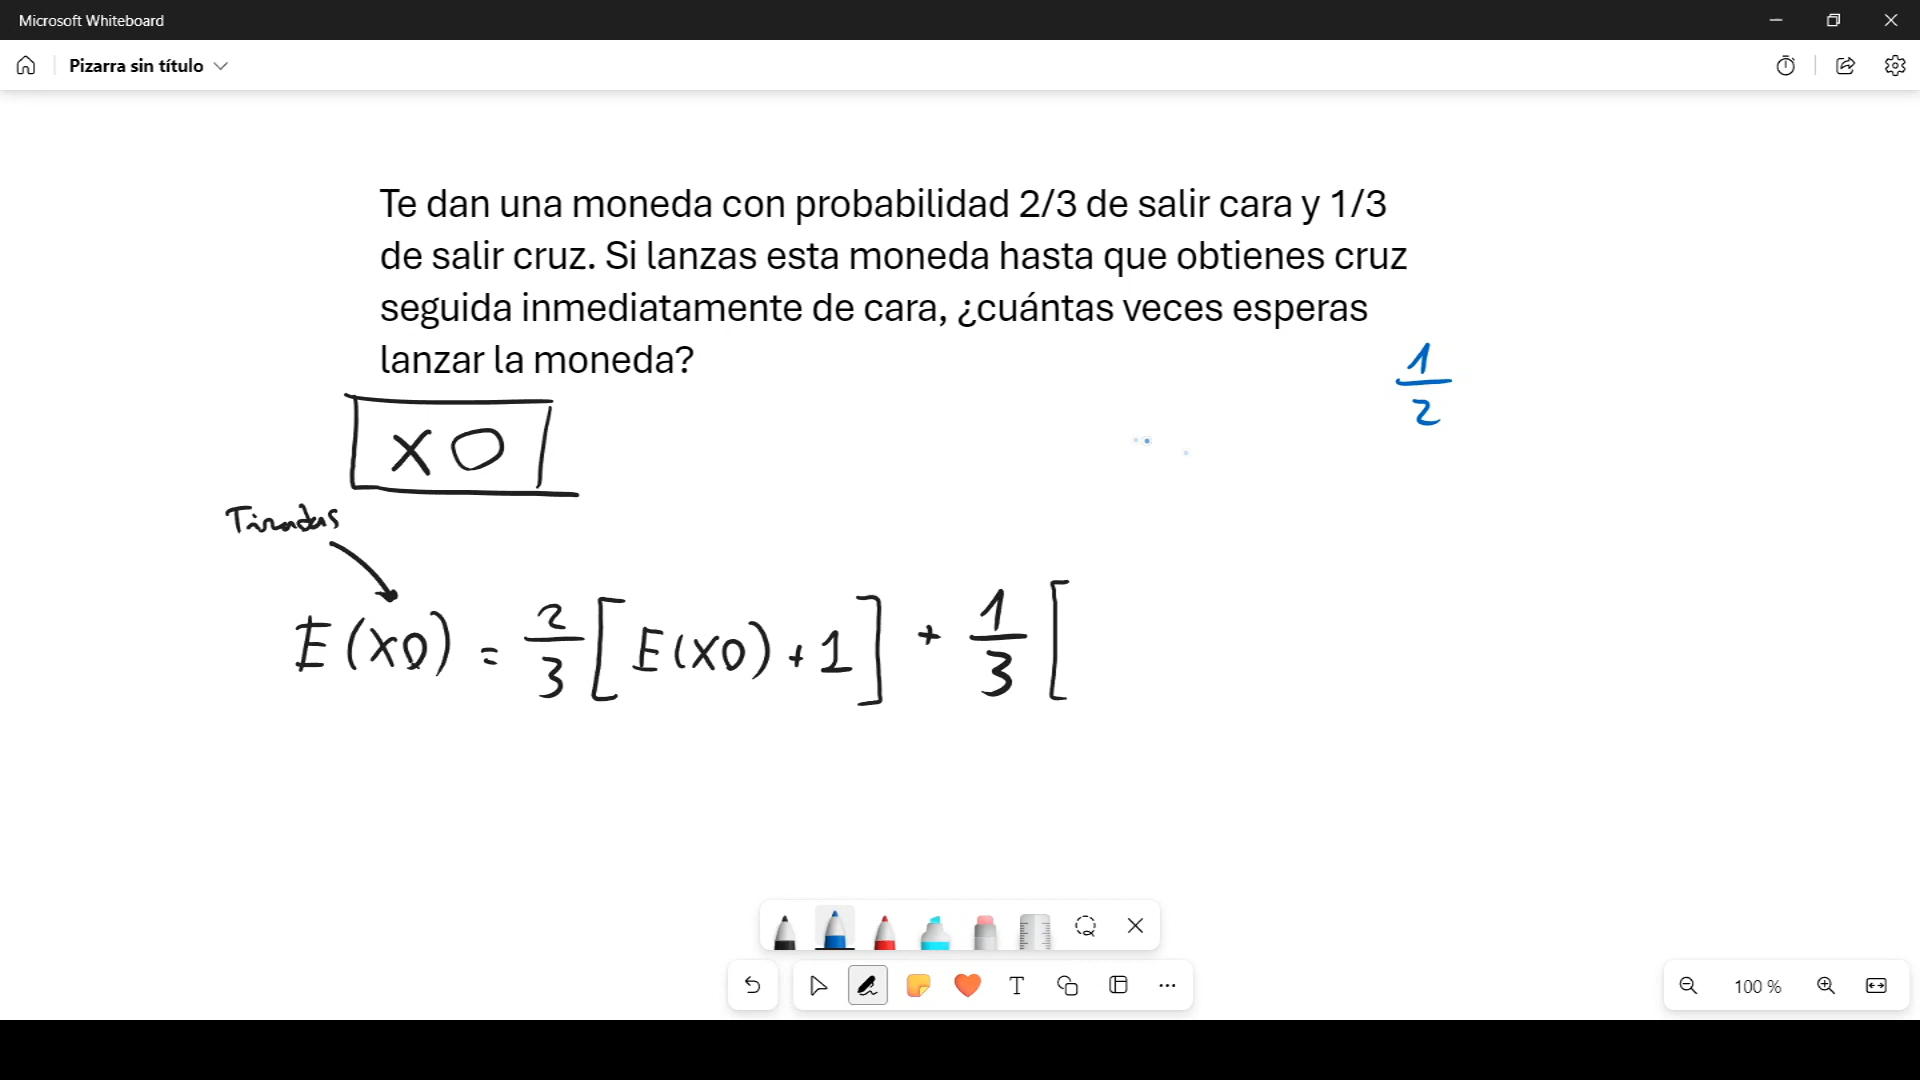 Microsoft Whiteboard
Pizarra sin título
Te dan una moneda con probabilidad 2/3 de salir cara y 1/3
de salir cruz. Si lanzas esta moneda hasta que obtienes cruz
seguida inmediatamente de cara, ¿cuántas veces esperas
lanzar la moneda?
1/2
XO
Tiradas
E(XO) = 2/3 [E(XO) + 1] + 1/3 [
100 %